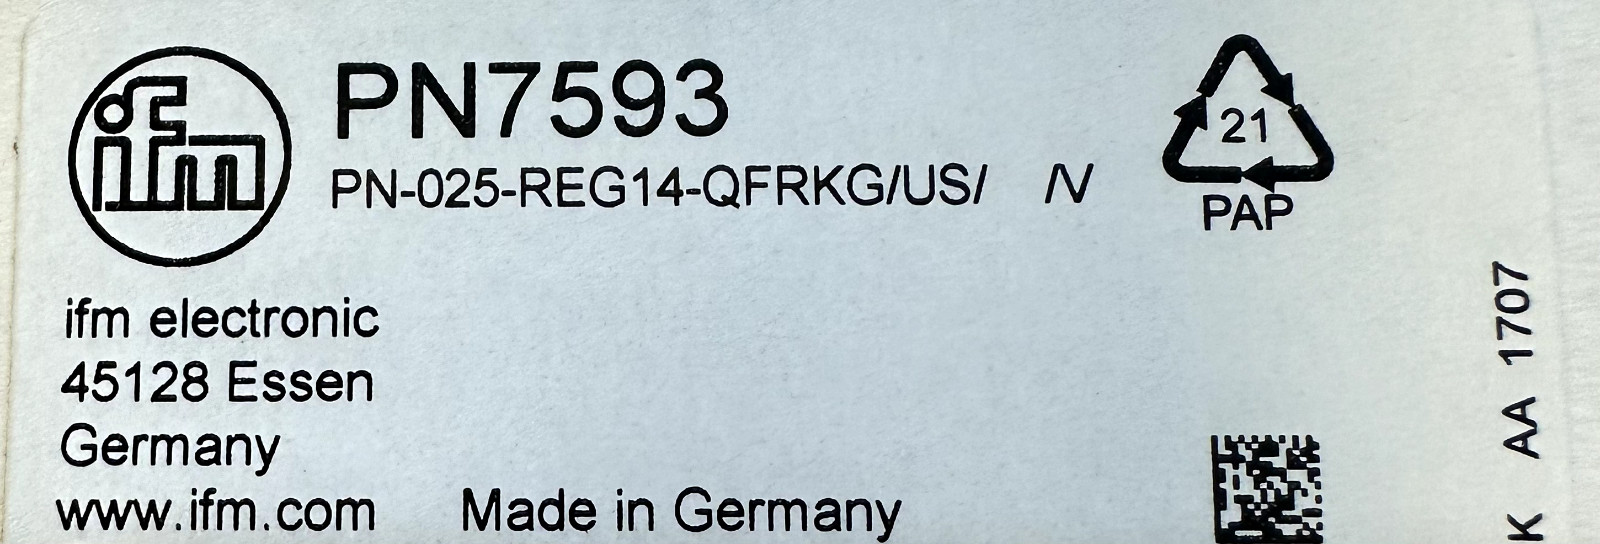 ifm
PN7593
PN-025-REG14-QFRKG/US/ /V
21
PAP
ifm electronic
45128 Essen
Germany
www.ifm.com
Made in Germany
K AA 1707